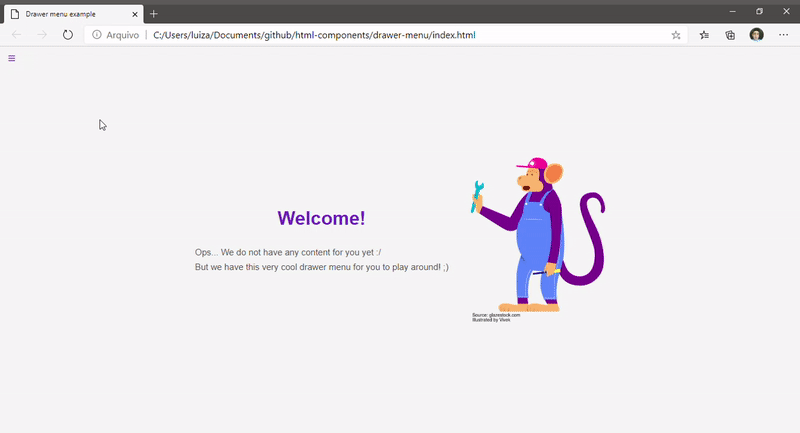 Drawer menu example
Arquivo | C:/Users/luiza/Documents/github/html-components/drawer-menu/index.html
Welcome!
Ops... We do not have any content for you yet :/
But we have this very cool drawer menu for you to play around! ;)
Source: glazestock.com
Illustrated by Vivek